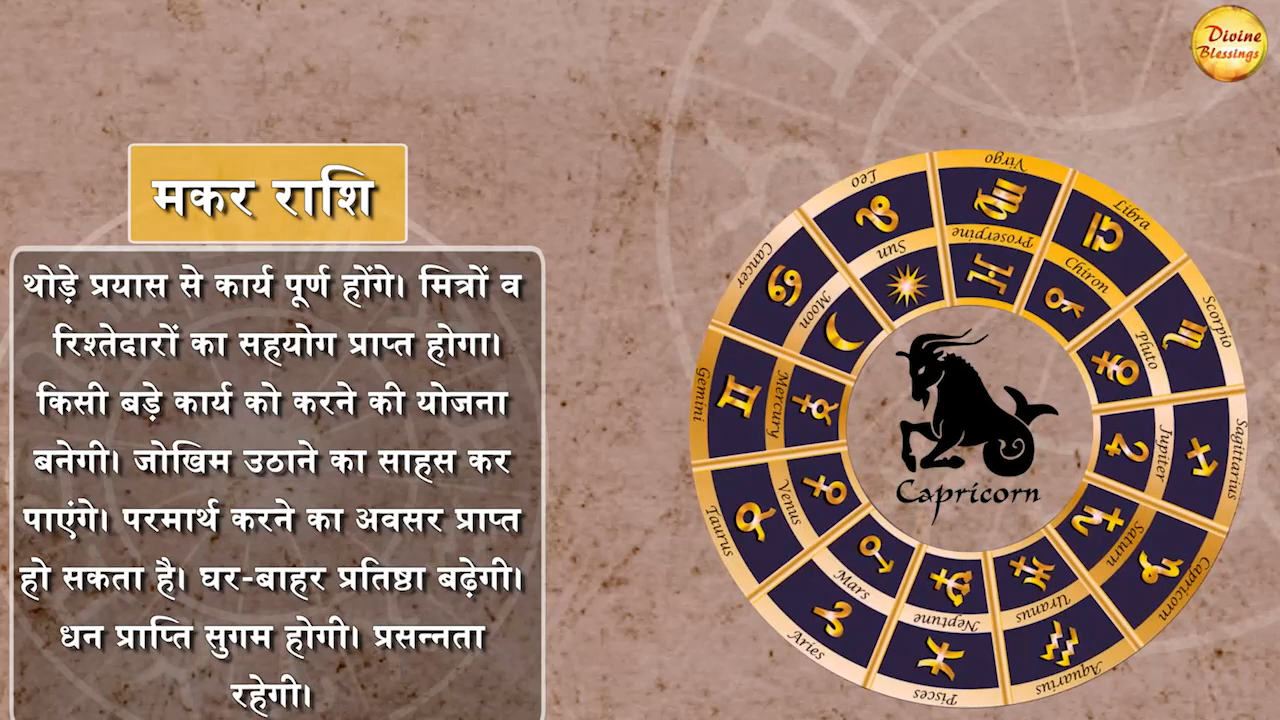 Divine
Blessings
मकर राशि
थोड़े प्रयास से कार्य पूर्ण होंगे। मित्रों व
रिश्तेदारों का सहयोग प्राप्त होगा।
किसी बड़े कार्य को करने की योजना
बनेगी। जोखिम उठाने का साहस कर
पाएंगे। परमार्थ करने का अवसर प्राप्त
हो सकता है। घर-बाहर प्रतिष्ठा बढ़ेगी।
धन प्राप्ति सुगम होगी। प्रसन्नता
रहेगी।
Virgo
Libra
Scorpio
Sagittarius
Capricorn
Aquarius
Pisces
Aries
Taurus
Gemini
Cancer
Leo
Proserpine
Chiron
Pluto
Jupiter
Saturn
Uranus
Neptune
Mars
Venus
Mercury
Moon
Sun
Capricorn